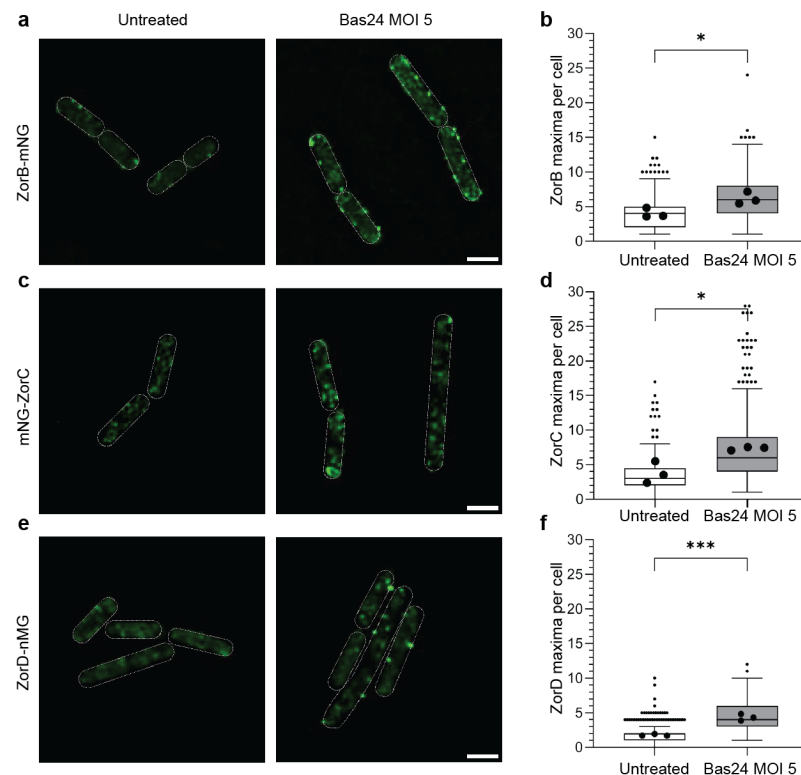 a
Untreated
Bas24 MOI 5
ZorB-mNG
b
ZorB maxima per cell
30
25
20
15
10
5
0
*
Untreated
Bas24 MOI 5
c
mNG-ZorC
d
ZorC maxima per cell
30
25
20
15
10
5
0
*
Untreated
Bas24 MOI 5
e
ZorD-nMG
f
ZorD maxima per cell
30
25
20
15
10
5
0
***
Untreated
Bas24 MOI 5